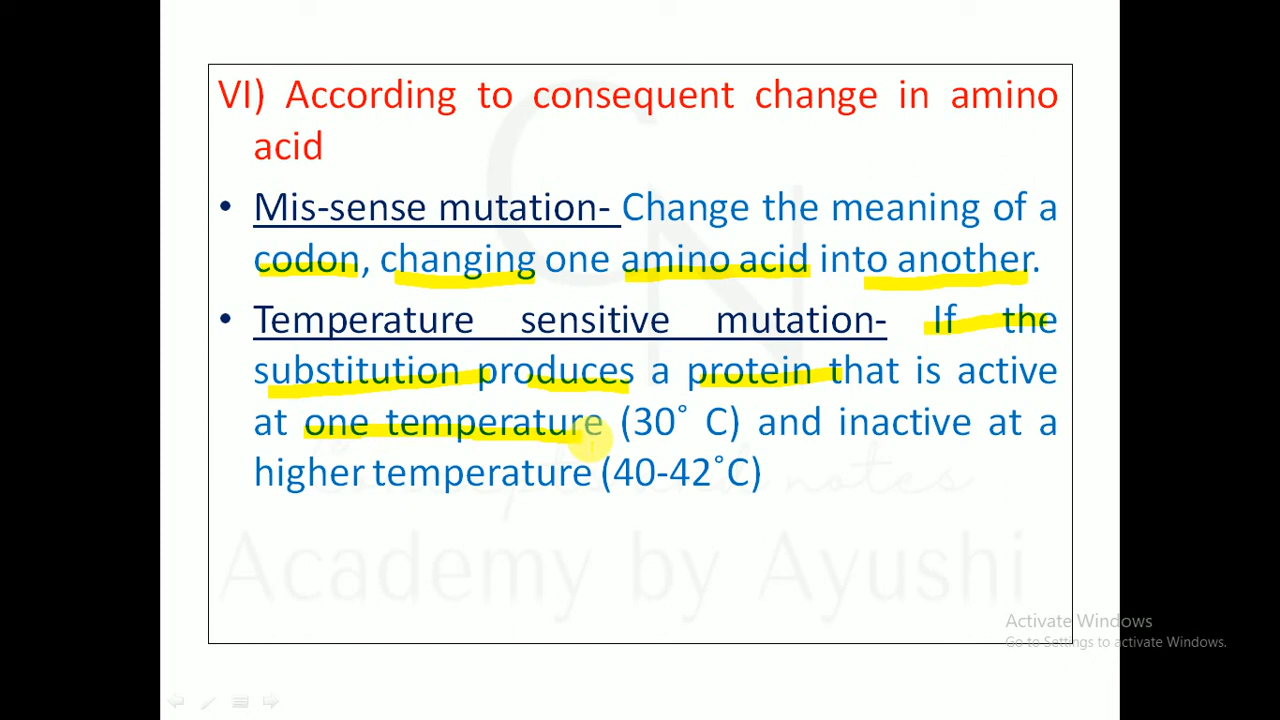 VI) According to consequent change in amino
acid
• Mis-sense mutation- Change the meaning of a
codon, changing one amino acid into another.
• Temperature sensitive mutation- If the
substitution produces a protein that is active
at one temperature (30˚ C) and inactive at a
higher temperature (40-42˚C)
CN
Academy by Ayushi
Activate Windows
Go to Settings to activate Windows.